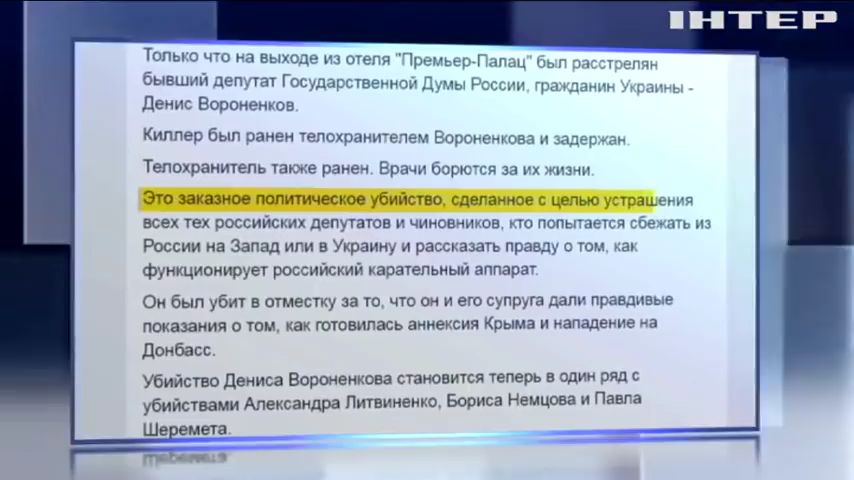 ІНТЕР
Только что на выходе из отеля "Премьер-Палац" был расстрелян
бывший депутат Государственной Думы России, гражданин Украины -
Денис Вороненков.
Киллер был ранен телохранителем Вороненкова и задержан.
Телохранитель также ранен. Врачи борются за их жизни.
Это заказное политическое убийство, сделанное с целью устрашения
всех тех российских депутатов и чиновников, кто попытается сбежать из
России на Запад или в Украину и рассказать правду о том, как
функционирует российский карательный аппарат.
Он был убит в отместку за то, что он и его супруга дали правдивые
показания о том, как готовилась аннексия Крыма и нападение на
Донбасс.
Убийство Дениса Вороненкова становится теперь в один ряд с
убийствами Александра Литвиненко, Бориса Немцова и Павла
Шеремета.